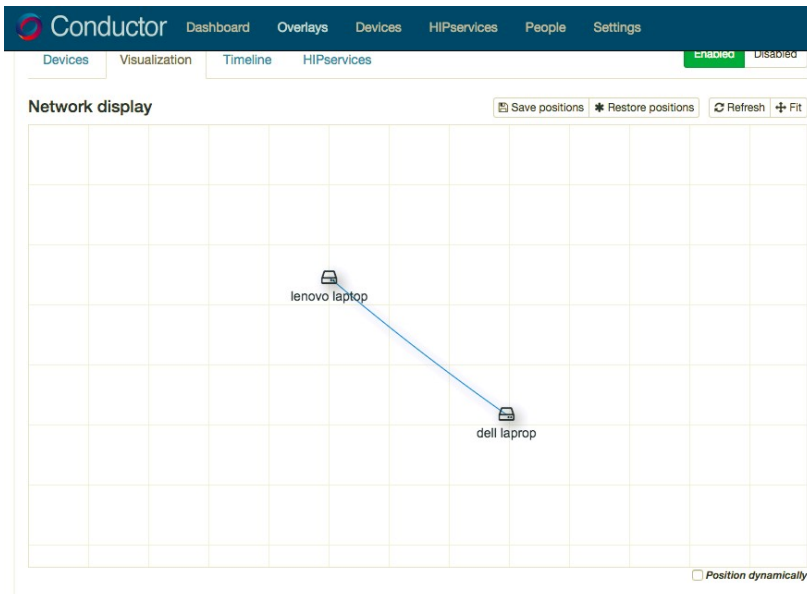 Conductor Dashboard Overlays Devices HIPservices People Settings
Devices Visualization Timeline HIPservices Enabled Disabled
Network display Save positions Restore positions Refresh Fit
lenovo laptop
dell laprop
Position dynamically